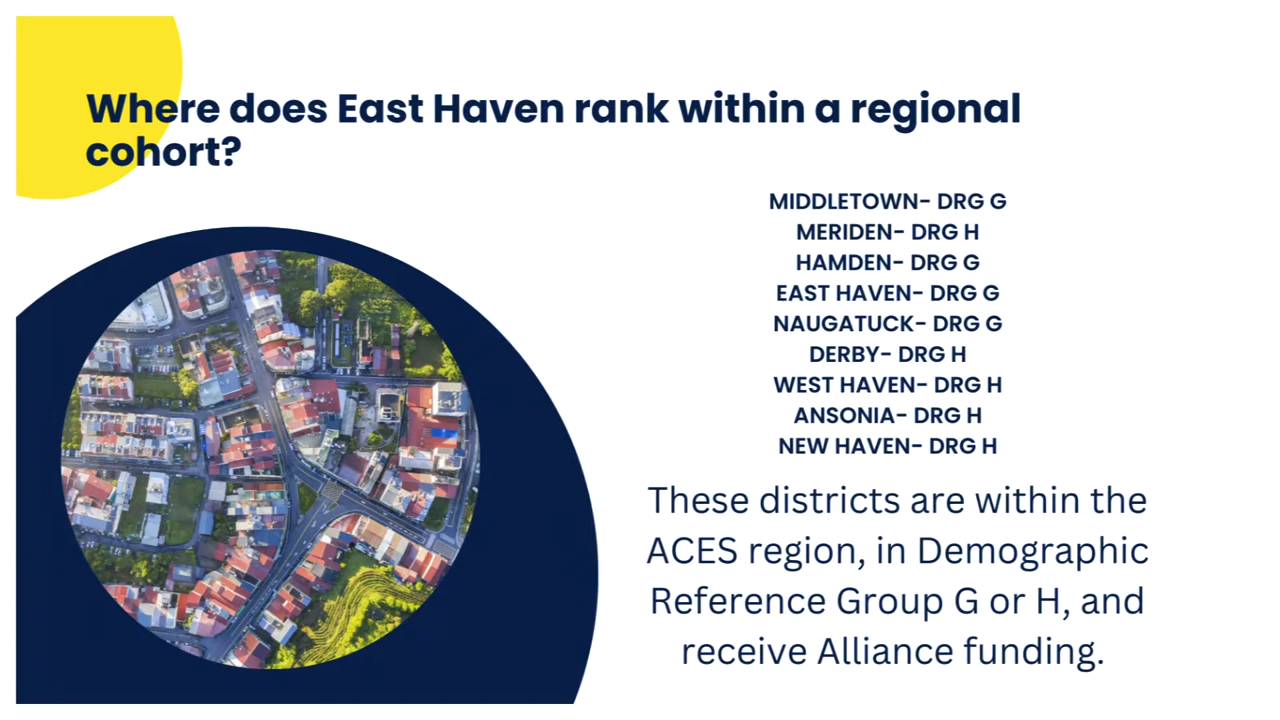 Where does East Haven rank within a regional
cohort?
MIDDLETOWN- DRG G
MERIDEN- DRG H
HAMDEN- DRG G
EAST HAVEN- DRG G
NAUGATUCK- DRG G
DERBY- DRG H
WEST HAVEN- DRG H
ANSONIA- DRG H
NEW HAVEN- DRG H
These districts are within the
ACES region, in Demographic
Reference Group G or H, and
receive Alliance funding.